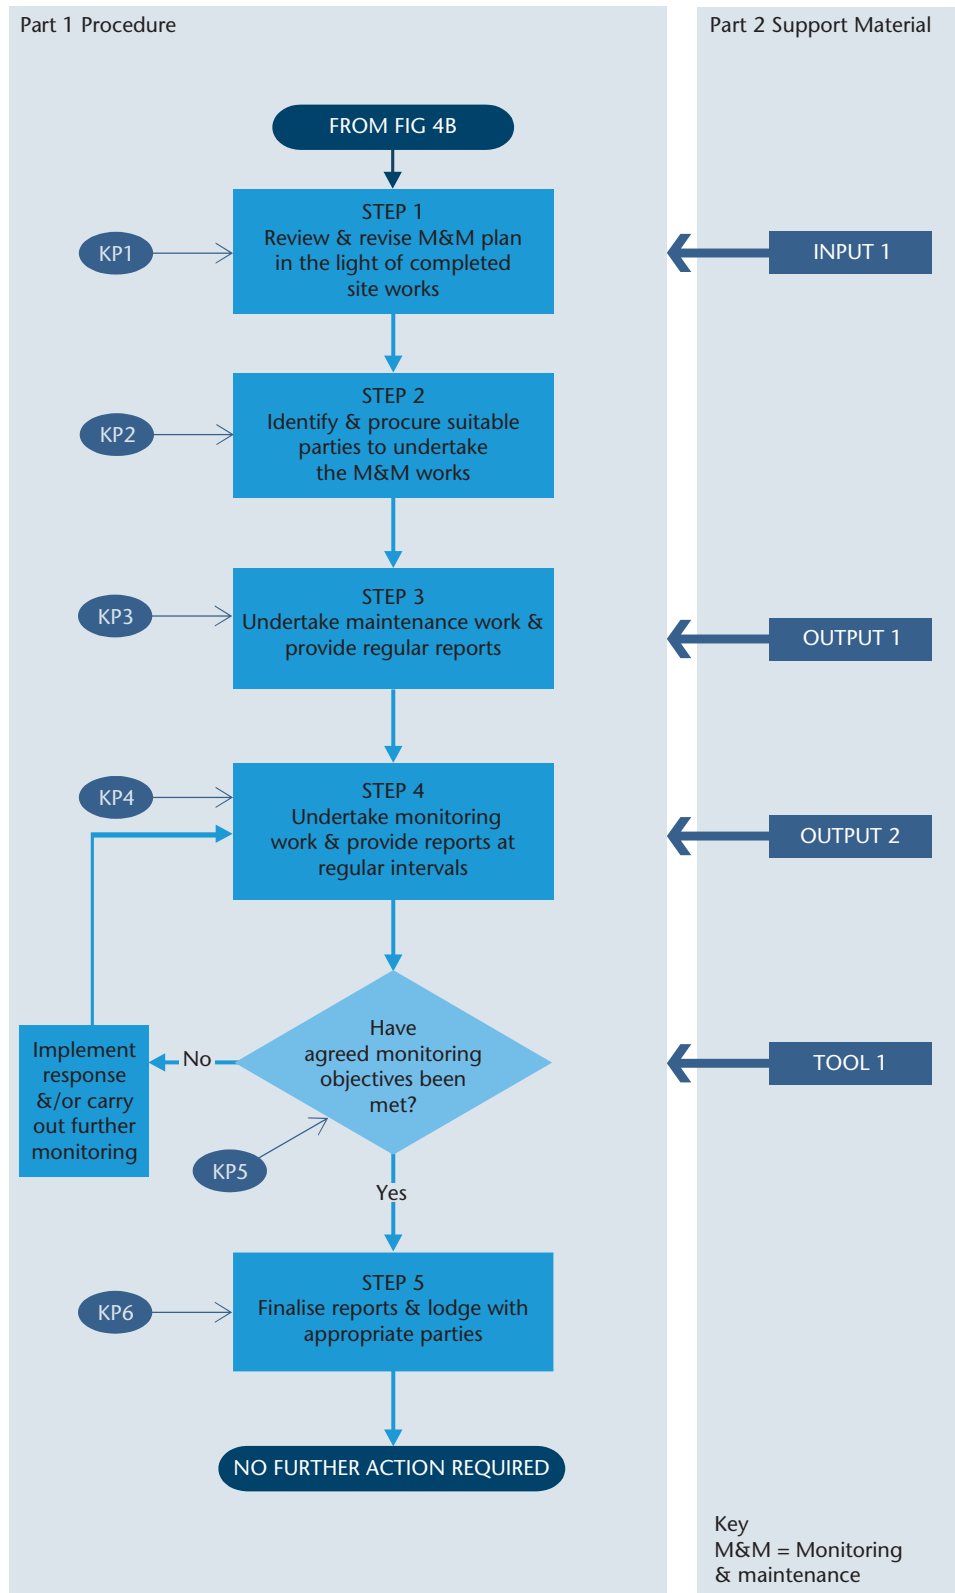 Part 1 Procedure
Part 2 Support Material
FROM FIG 4B
KP1
STEP 1
Review & revise M&M plan
in the light of completed
site works
INPUT 1
KP2
STEP 2
Identify & procure suitable
parties to undertake
the M&M works
KP3
STEP 3
Undertake maintenance work &
provide regular reports
OUTPUT 1
KP4
STEP 4
Undertake monitoring
work & provide reports at
regular intervals
OUTPUT 2
Have
agreed monitoring
objectives been
met?
TOOL 1
No
Implement
response
&/or carry
out further
monitoring
KP5
Yes
KP6
STEP 5
Finalise reports & lodge with
appropriate parties
NO FURTHER ACTION REQUIRED
Key
M&M = Monitoring
& maintenance